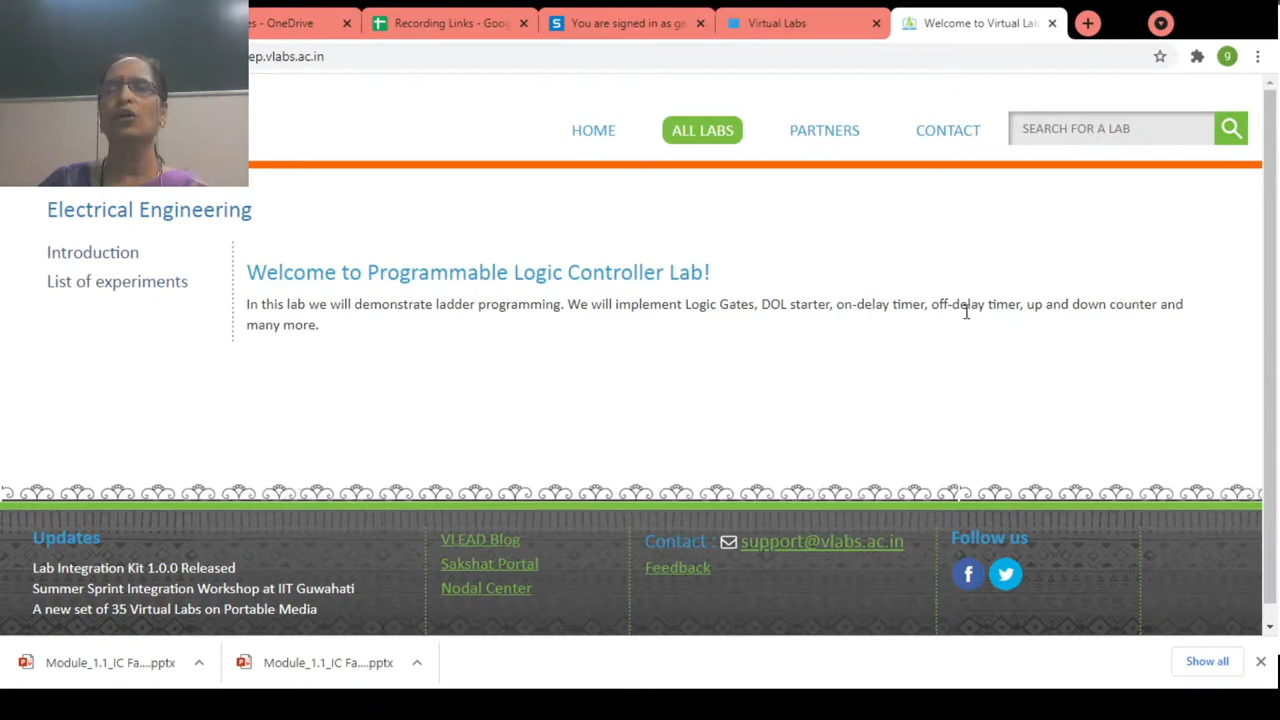 es - OneDrive
Recording Links - Goog
You are signed in as ge
Virtual Labs
Welcome to Virtual Lab
ep.vlabs.ac.in
g
HOME
ALL LABS
PARTNERS
CONTACT
SEARCH FOR A LAB
Electrical Engineering
Introduction
List of experiments
Welcome to Programmable Logic Controller Lab!
In this lab we will demonstrate ladder programming. We will implement Logic Gates, DOL starter, on-delay timer, off-delay timer, up and down counter and
many more.
Updates
Lab Integration Kit 1.0.0 Released
Summer Sprint Integration Workshop at IIT Guwahati
A new set of 35 Virtual Labs on Portable Media
VLEAD Blog
Sakshat Portal
Nodal Center
Contact : support@vlabs.ac.in
Feedback
Follow us
Module_1.1_IC Fa....pptx
Module_1.1_IC Fa....pptx
Show all